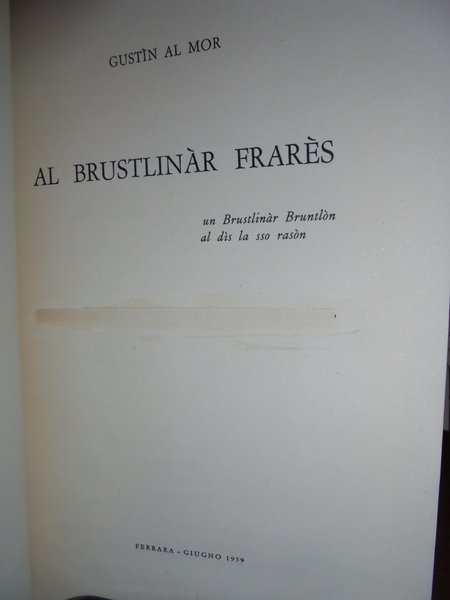 GUSTÌN AL MOR
AL BRUSTLINÀR FRARÈS
un Brustlinàr Bruntlòn
al dìs la sso rasòn
FERRARA - GIUGNO 1959